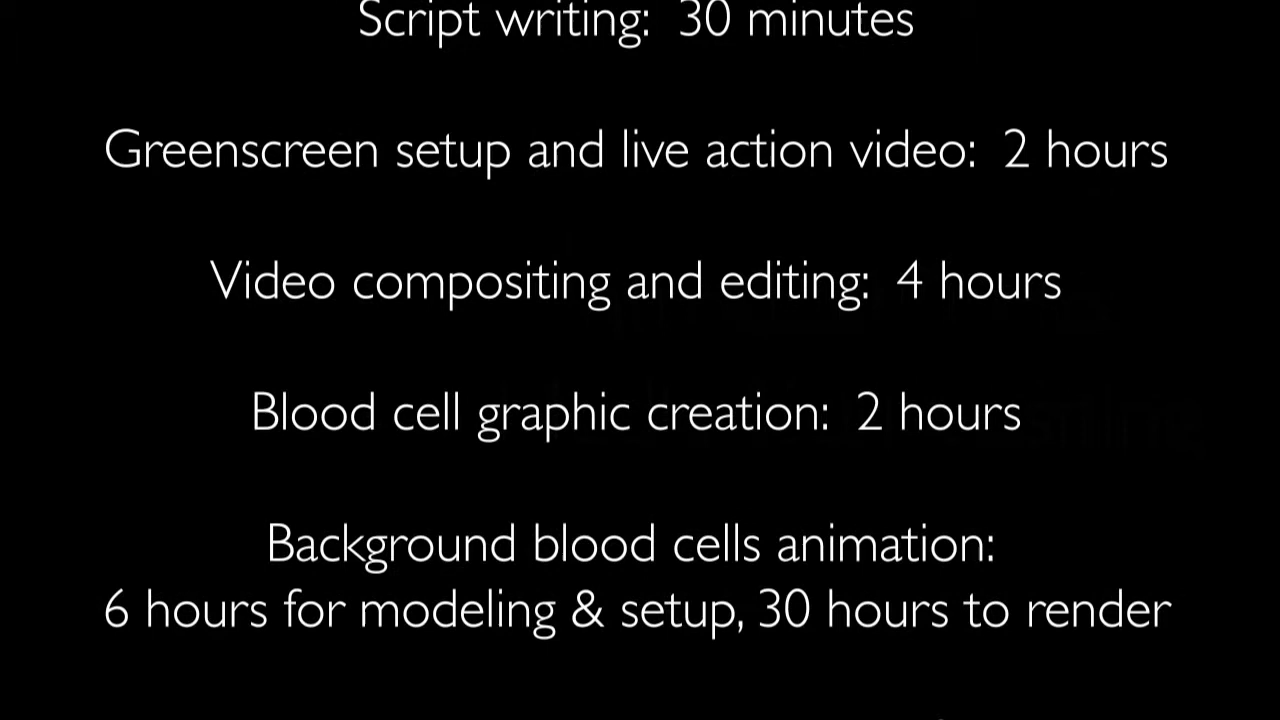 Script writing: 30 minutes
Greenscreen setup and live action video: 2 hours
Video compositing and editing: 4 hours
Blood cell graphic creation: 2 hours
Background blood cells animation:
6 hours for modeling & setup, 30 hours to render